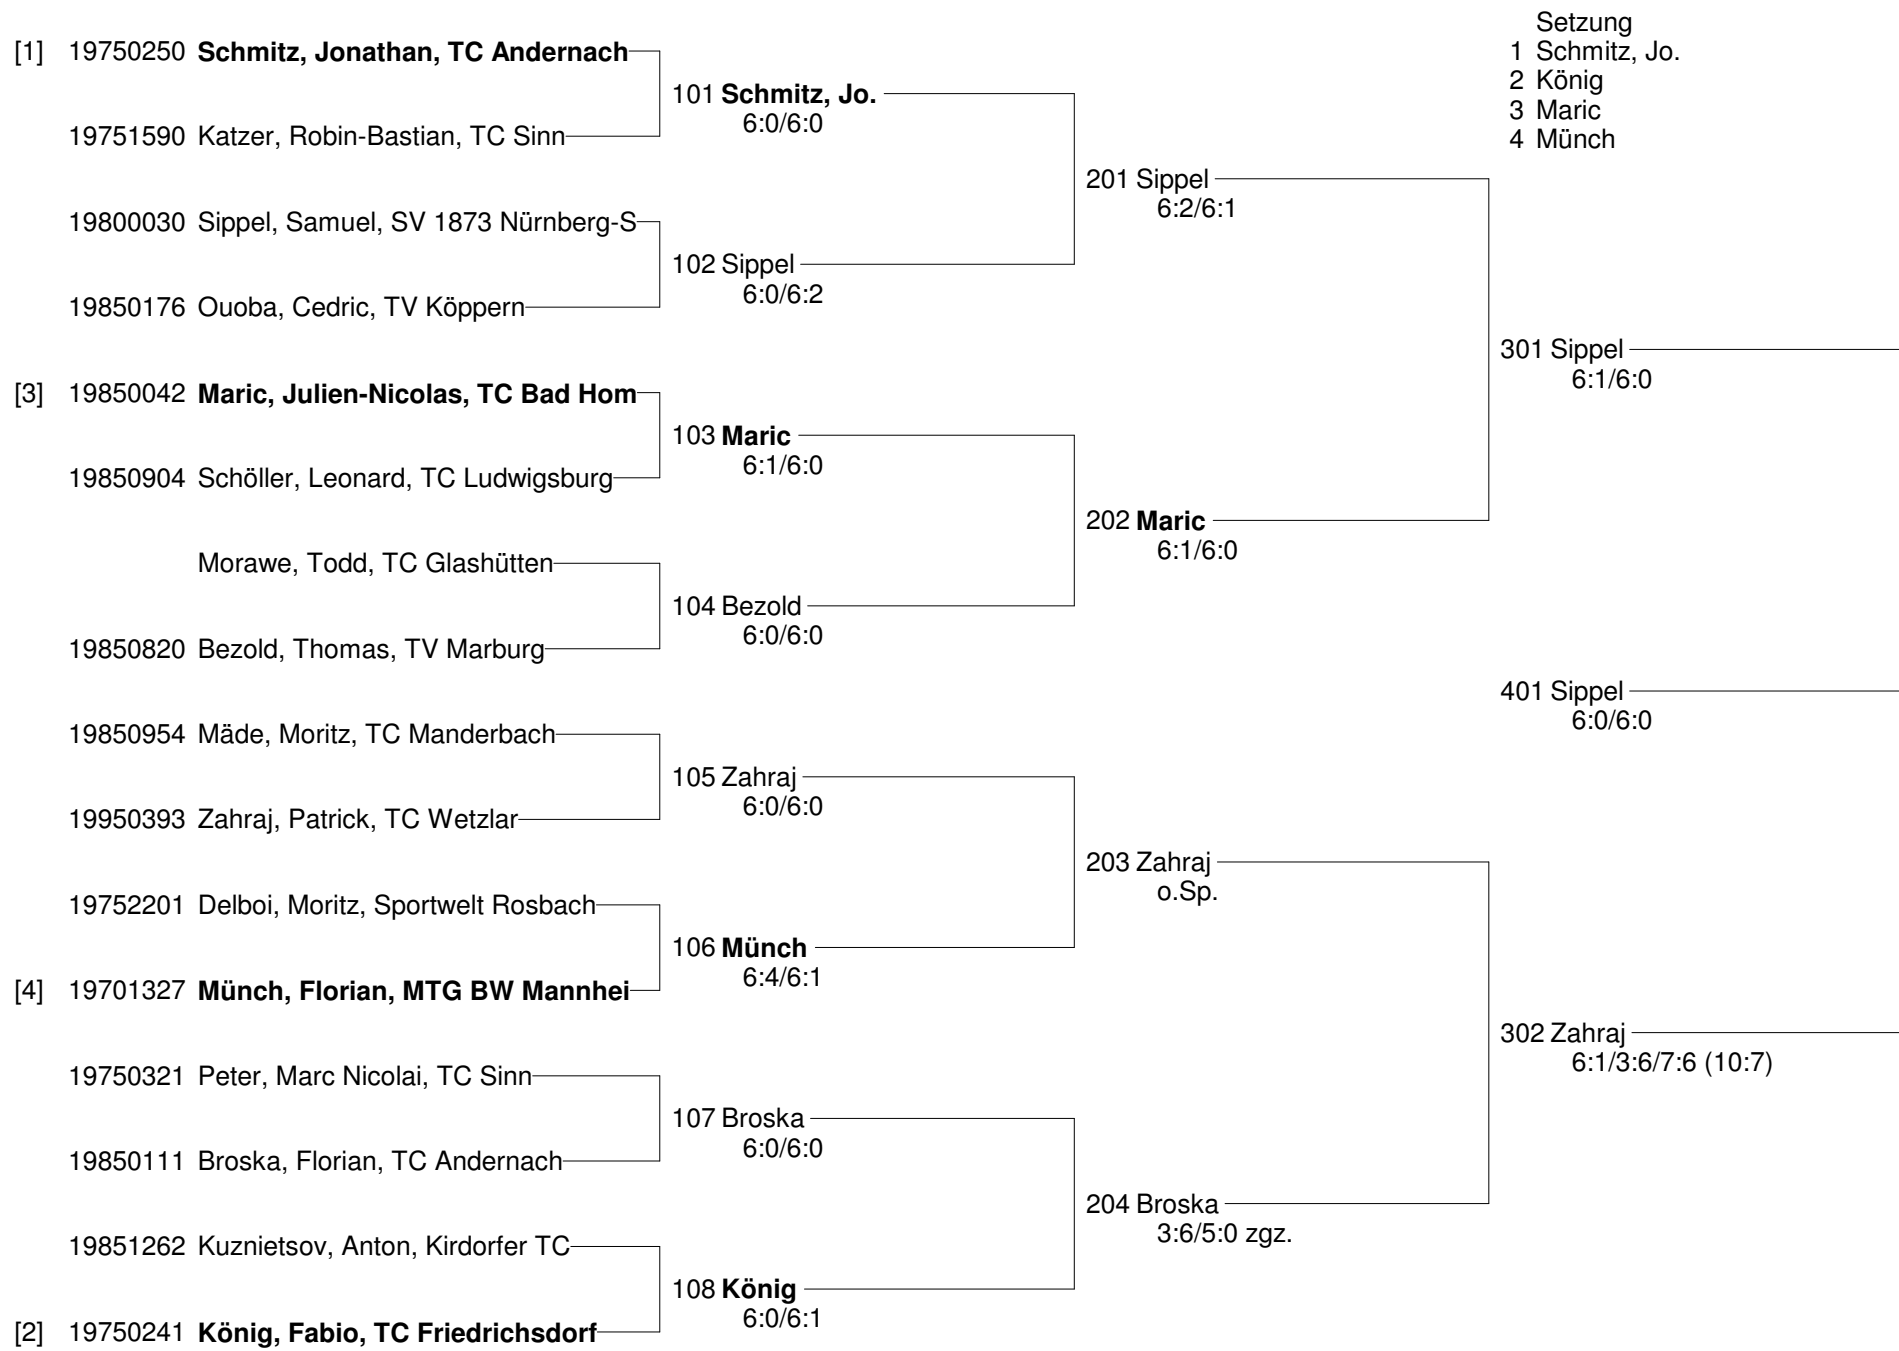 Setzung
1 Schmitz, Jo.
2 König
3 Maric
4 Münch
[1] 19750250 Schmitz, Jonathan, TC Andernach
101 Schmitz, Jo.
6:0/6:0
19751590 Katzer, Robin-Bastian, TC Sinn
201 Sippel
6:2/6:1
19800030 Sippel, Samuel, SV 1873 Nürnberg-S
102 Sippel
6:0/6:2
19850176 Ouoba, Cedric, TV Köppern
301 Sippel
6:1/6:0
[3] 19850042 Maric, Julien-Nicolas, TC Bad Hom
103 Maric
6:1/6:0
19850904 Schöller, Leonard, TC Ludwigsburg
202 Maric
6:1/6:0
Morawe, Todd, TC Glashütten
104 Bezold
6:0/6:0
19850820 Bezold, Thomas, TV Marburg
401 Sippel
6:0/6:0
19850954 Mäde, Moritz, TC Manderbach
105 Zahraj
6:0/6:0
19950393 Zahraj, Patrick, TC Wetzlar
203 Zahraj
o.Sp.
19752201 Delboi, Moritz, Sportwelt Rosbach
106 Münch
6:4/6:1
[4] 19701327 Münch, Florian, MTG BW Mannhei
302 Zahraj
6:1/3:6/7:6 (10:7)
19750321 Peter, Marc Nicolai, TC Sinn
107 Broska
6:0/6:0
19850111 Broska, Florian, TC Andernach
204 Broska
3:6/5:0 zgz.
19851262 Kuznietsov, Anton, Kirdorfer TC
108 König
6:0/6:1
[2] 19750241 König, Fabio, TC Friedrichsdorf